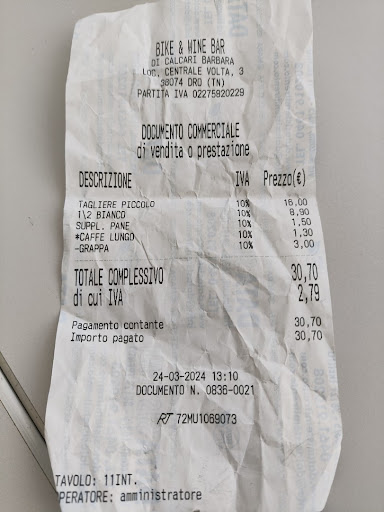 BIKE & WINE BAR
DI CALCARI BARBARA
LOC. CENTRALE VOLTA, 3
38074 DRO (TN)
PARTITA IVA 02275820229
DOCUMENTO COMMERCIALE
di vendita o prestazione
DESCRIZIONE IVA Prezzo(€)
TAGLIERE PICCOLO 10% 16,00
1\2 BIANCO 10% 8,90
SUPPL. PANE 10% 1,50
*CAFFE LUNGO 10% 1,30
-GRAPPA 10% 3,00
TOTALE COMPLESSIVO 30,70
di cui IVA 2,79
Pagamento contante 30,70
Importo pagato 30,70
24-03-2024 13:10
DOCUMENTO N. 0836-0021
RT 72MU1069073
TAVOLO: 11INT.
PERATORE: amministratore